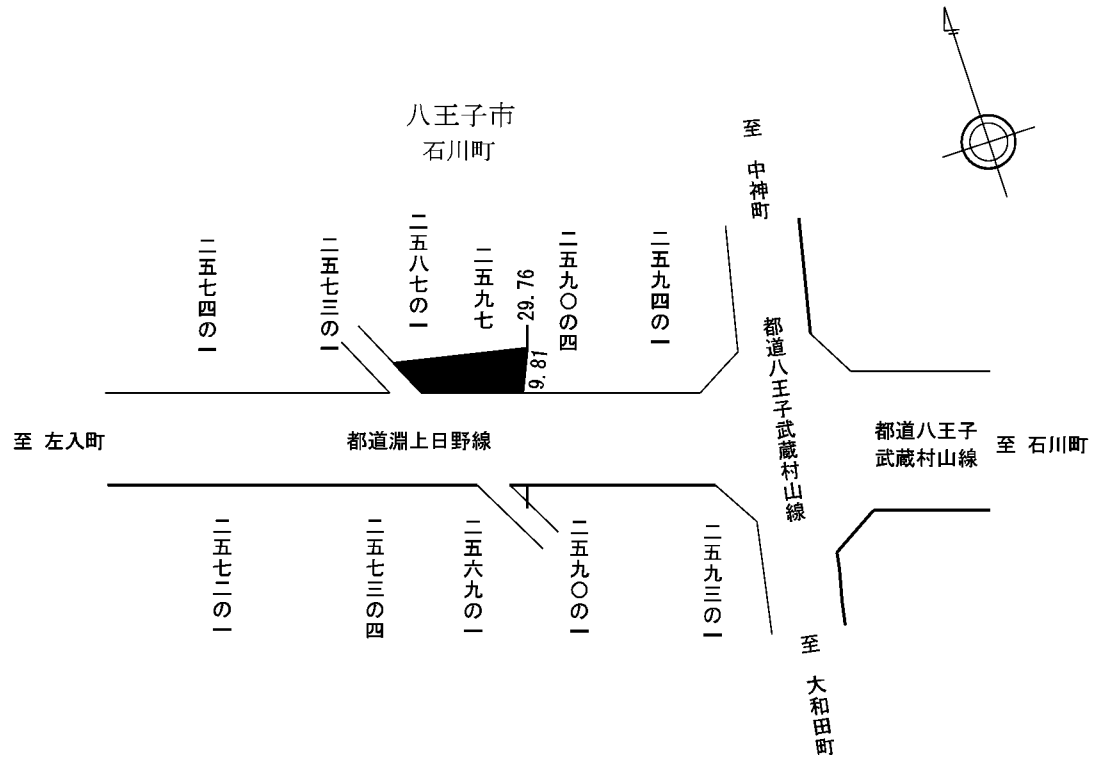 八王子市
石川町
至 中神町
二五七四の一
二五七三の一
二五八七の一
二五九七
29.76
二五九〇の四
二五九四の一
9.81
都道八王子武蔵村山線
至 左入町
都道淵上日野線
都道八王子
武蔵村山線
至 石川町
二五七二の一
二五七三の四
二五六九の一
二五九〇の一
二五九三の一
至 大和田町